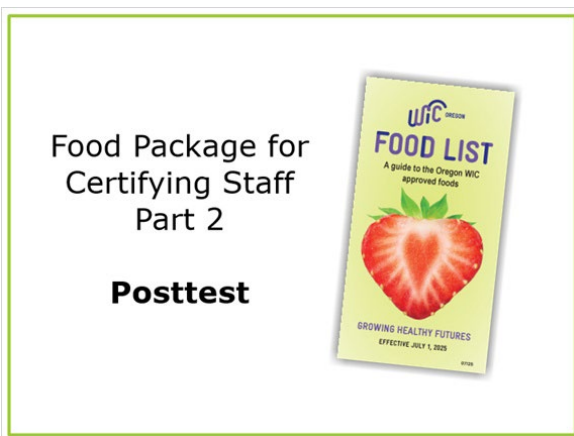 Food Package for
Certifying Staff
Part 2
Posttest
WiC OREGON
FOOD LIST
A guide to the Oregon WIC
approved foods
GROWING HEALTHY FUTURES
EFFECTIVE JULY 1, 2025